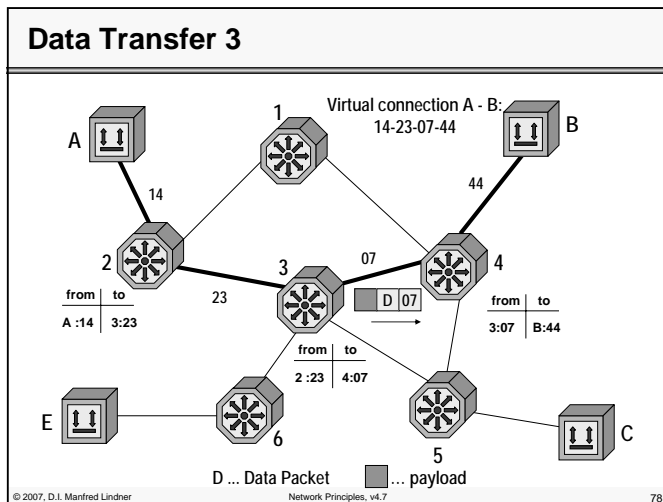 Data Transfer 3
Virtual connection A - B:
14-23-07-44
A
1
B
14
44
2
3
07
4
23
D 07
from to
A :14 3:23
from to
3:07 B:44
from to
2 :23 4:07
E
6
5
C
D ... Data Packet ... payload
© 2007, D.I. Manfred Lindner
Network Principles, v4.7
78